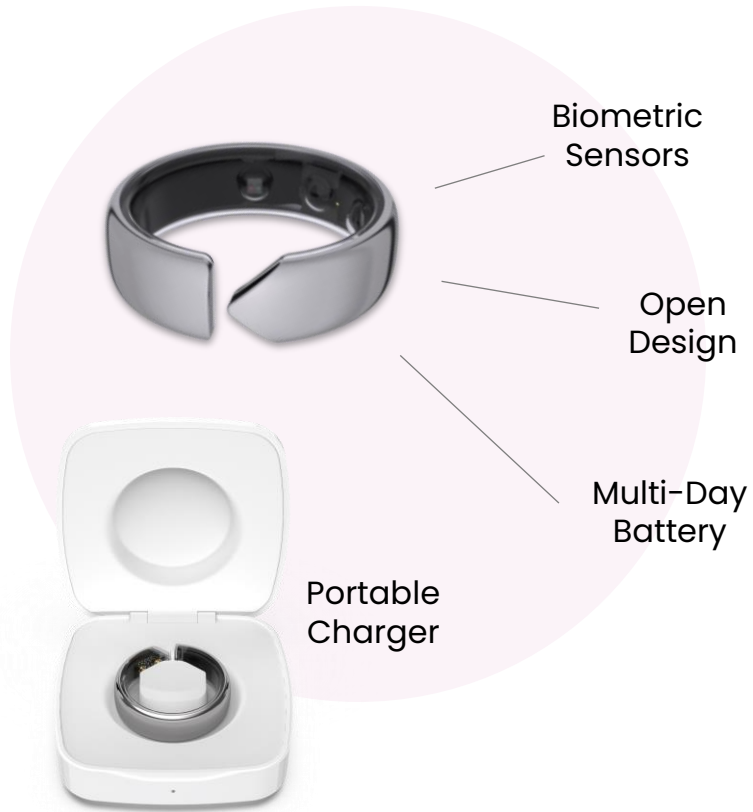 Biometric
Sensors
Open
Design
Multi-Day
Battery
Portable
Charger